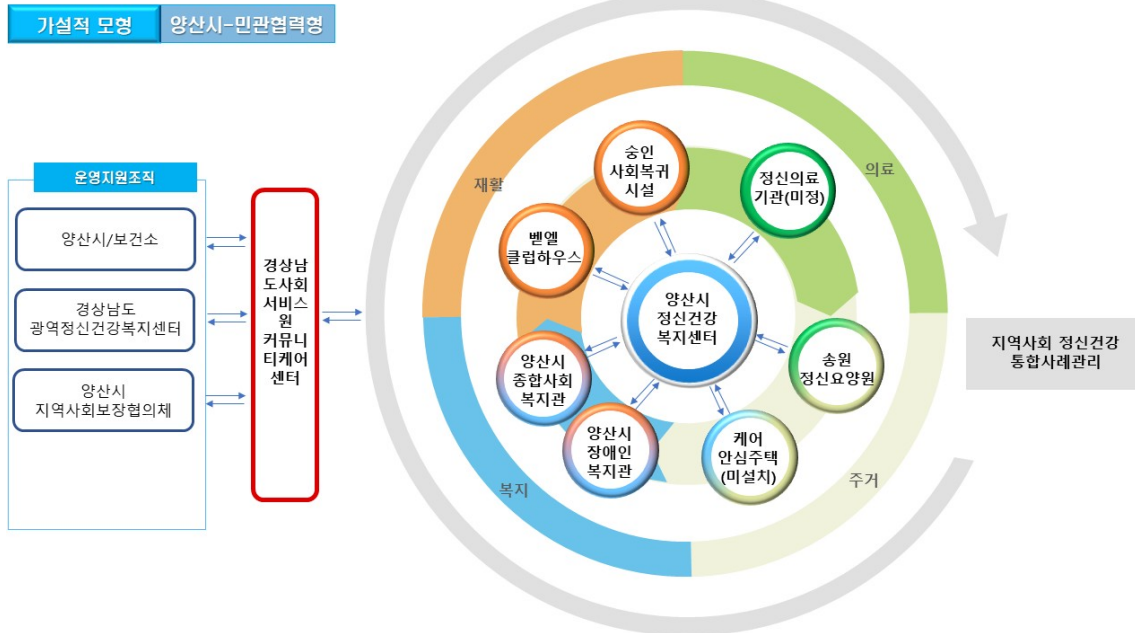 가설적 모형
양산시-민관협력형
운영지원조직
양산시/보건소
경상남도
광역정신건강복지센터
양산시
지역사회보장협의체
경상남
도사회
서비스
원
커뮤니
티케어
센터
재활
의료
복지
주거
숭인
사회복귀
시설
정신의료
기관(미정)
벧엘
클럽하우스
양산시
정신건강
복지센터
송원
정신요양원
양산시
종합사회
복지관
양산시
장애인
복지관
케어
안심주택
(미설치)
지역사회 정신건강
통합사례관리